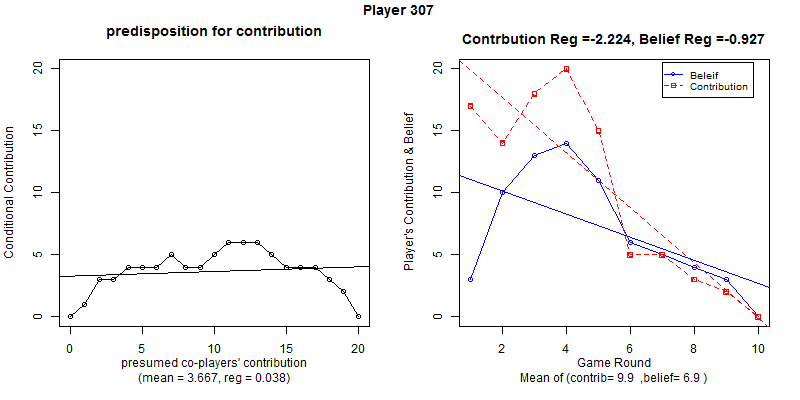 Player 307
predisposition for contribution
Conditional Contribution
0 5 10 15 20
0 5 10 15 20
presumed co-players' contribution
(mean = 3.667, reg = 0.038)
Contrbution Reg =-2.224, Belief Reg =-0.927
Player's Contribution & Belief
0 5 10 15 20
Beleif
Contribution
2 4 6 8 10
Game Round
Mean of (contrib= 9.9 ,belief= 6.9 )